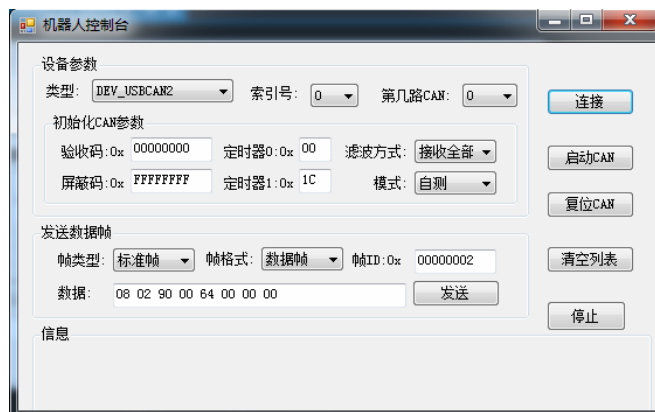 机器人控制台
设备参数
类型: DEV_USBCAN2 索引号: 0 第几路CAN: 0 连接
初始化CAN参数
验收码:0x 00000000 定时器0:0x 00 滤波方式: 接收全部 启动CAN
屏蔽码:0x FFFFFFFF 定时器1:0x 1C 模式: 自测
复位CAN
发送数据帧
帧类型: 标准帧 帧格式: 数据帧 帧ID:0x 00000002 清空列表
数据: 08 02 90 00 64 00 00 00 发送
停止
信息